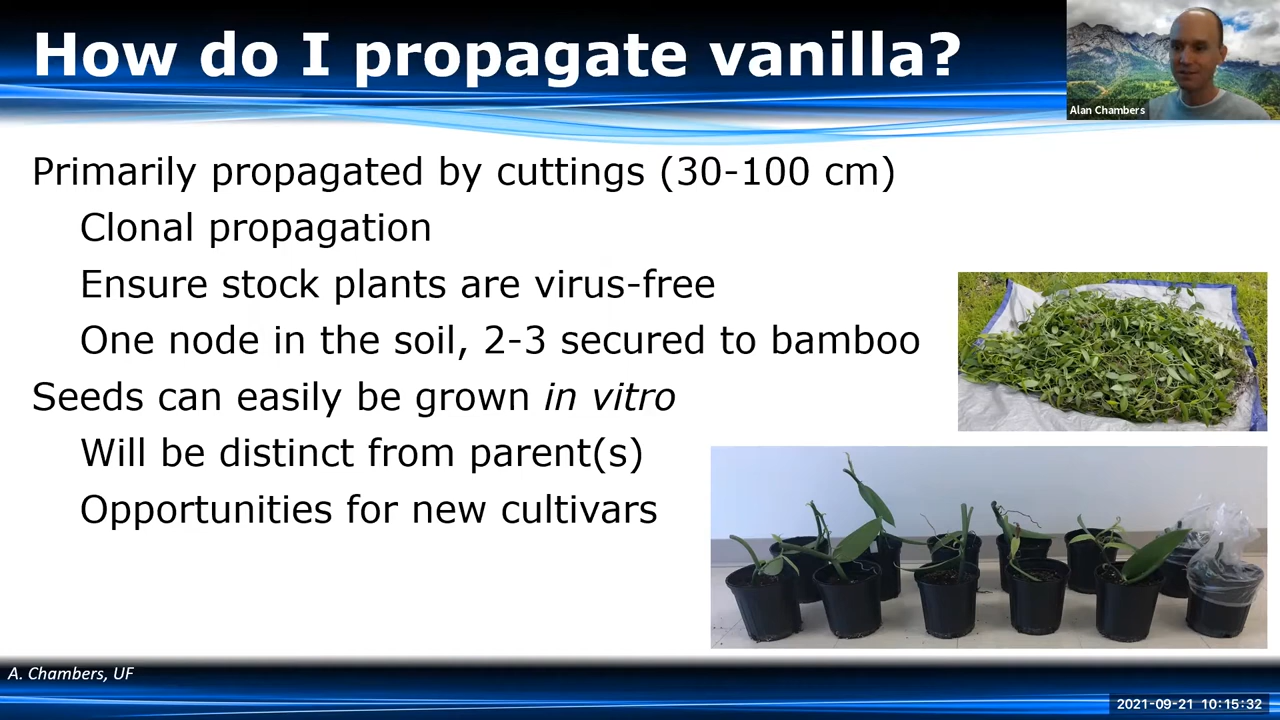 How do I propagate vanilla?
Alan Chambers
Primarily propagated by cuttings (30-100 cm)
Clonal propagation
Ensure stock plants are virus-free
One node in the soil, 2-3 secured to bamboo
Seeds can easily be grown in vitro
Will be distinct from parent(s)
Opportunities for new cultivars
A. Chambers, UF
2021-09-21 10:15:32